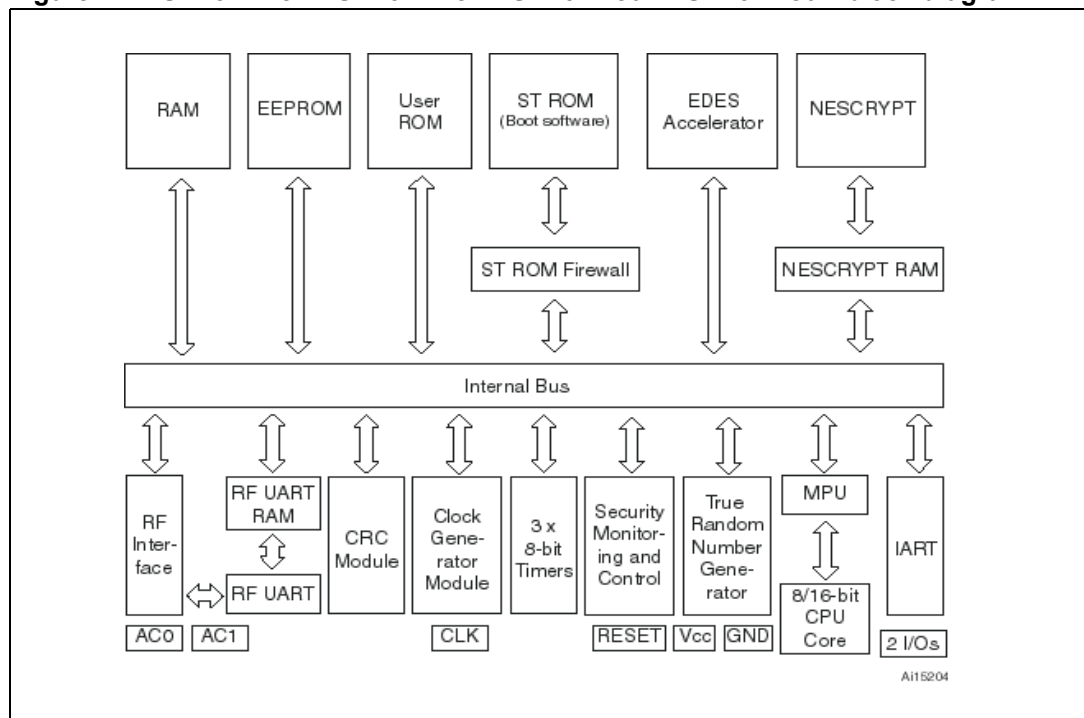 RAM
EEPROM
User
ROM
ST ROM
(Boot software)
EDES
Accelerator
NESCRYPT
ST ROM Firewall
NESCRYPT RAM
Internal Bus
RF
Inter-
face
RF UART
RAM
RF UART
CRC
Module
Clock
Gene-
rator
Module
3 x
8-bit
Timers
Security
Monitor-
ing and
Control
True
Random
Number
Gene-
rator
MPU
8/16-bit
CPU
Core
IART
AC0
AC1
CLK
RESET
Vcc
GND
2 I/Os
Ai15204